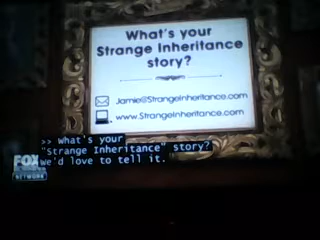 What's your
Strange Inheritance
story?
Jamie@StrangeInheritance.com
www.StrangeInheritance.com
>> What's your
"Strange Inheritance" story?
We'd love to tell it.
FOX
NETWORK